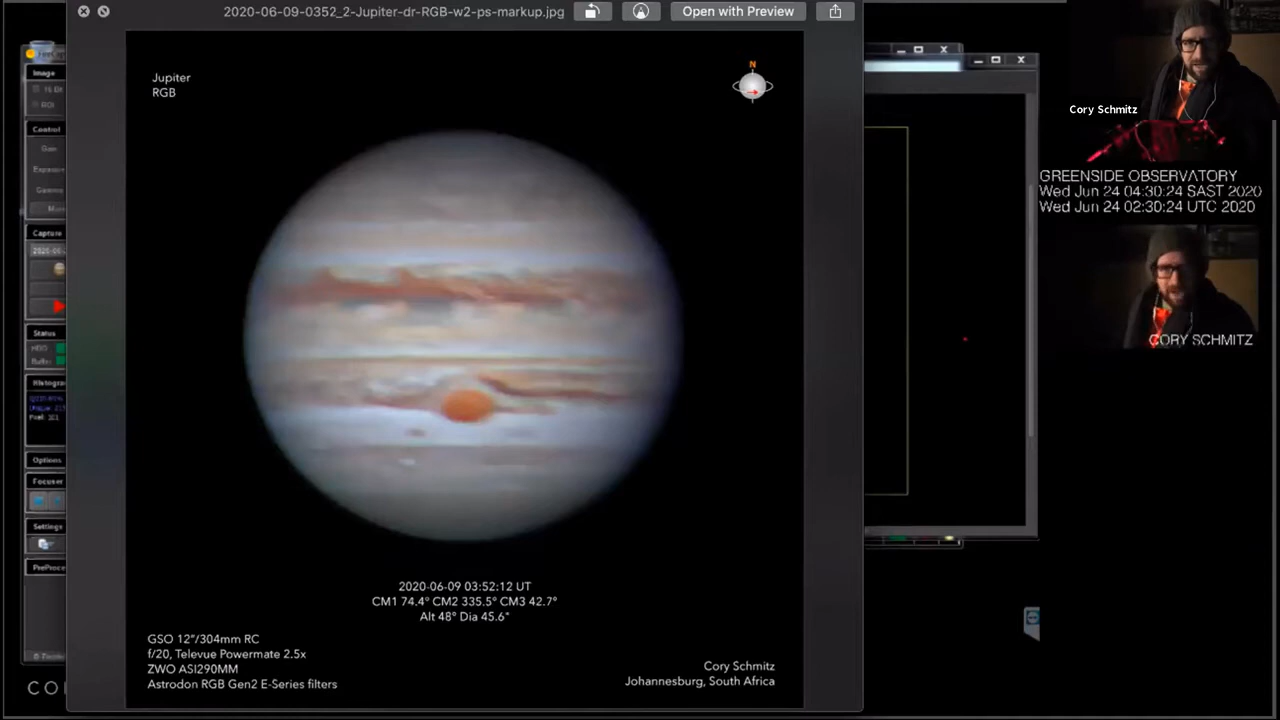 2020-06-09-0352_2-Jupiter-dr-RGB-w2-ps-markup.jpg
Open with Preview
Jupiter
RGB
N
Cory Schmitz
GREENSIDE OBSERVATORY
Wed Jun 24 04:30:24 SAST 2020
Wed Jun 24 02:30:24 UTC 2020
CORY SCHMITZ
Image
ROI
Control
Gain
Capture
Status
HDD
Options
Focuser
Settings
2020-06-09 03:52:12 UT
CM1 74.4° CM2 335.5° CM3 42.7°
Alt 48° Dia 45.6"
GSO 12"/304mm RC
f/20, Televue Powermate 2.5x
ZWO ASI290MM
Astrodon RGB Gen2 E-Series filters
Cory Schmitz
Johannesburg, South Africa